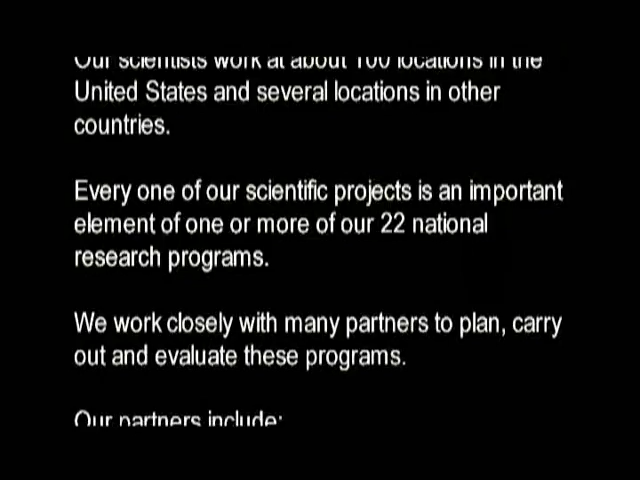 Our scientists work at about 100 locations in the
United States and several locations in other
countries.
Every one of our scientific projects is an important
element of one or more of our 22 national
research programs.
We work closely with many partners to plan, carry
out and evaluate these programs.
Our partners include: